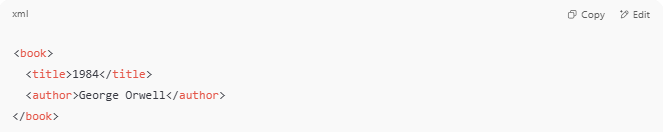 xml Copy Edit
<book>
  <title>1984</title>
  <author>George Orwell</author>
</book>